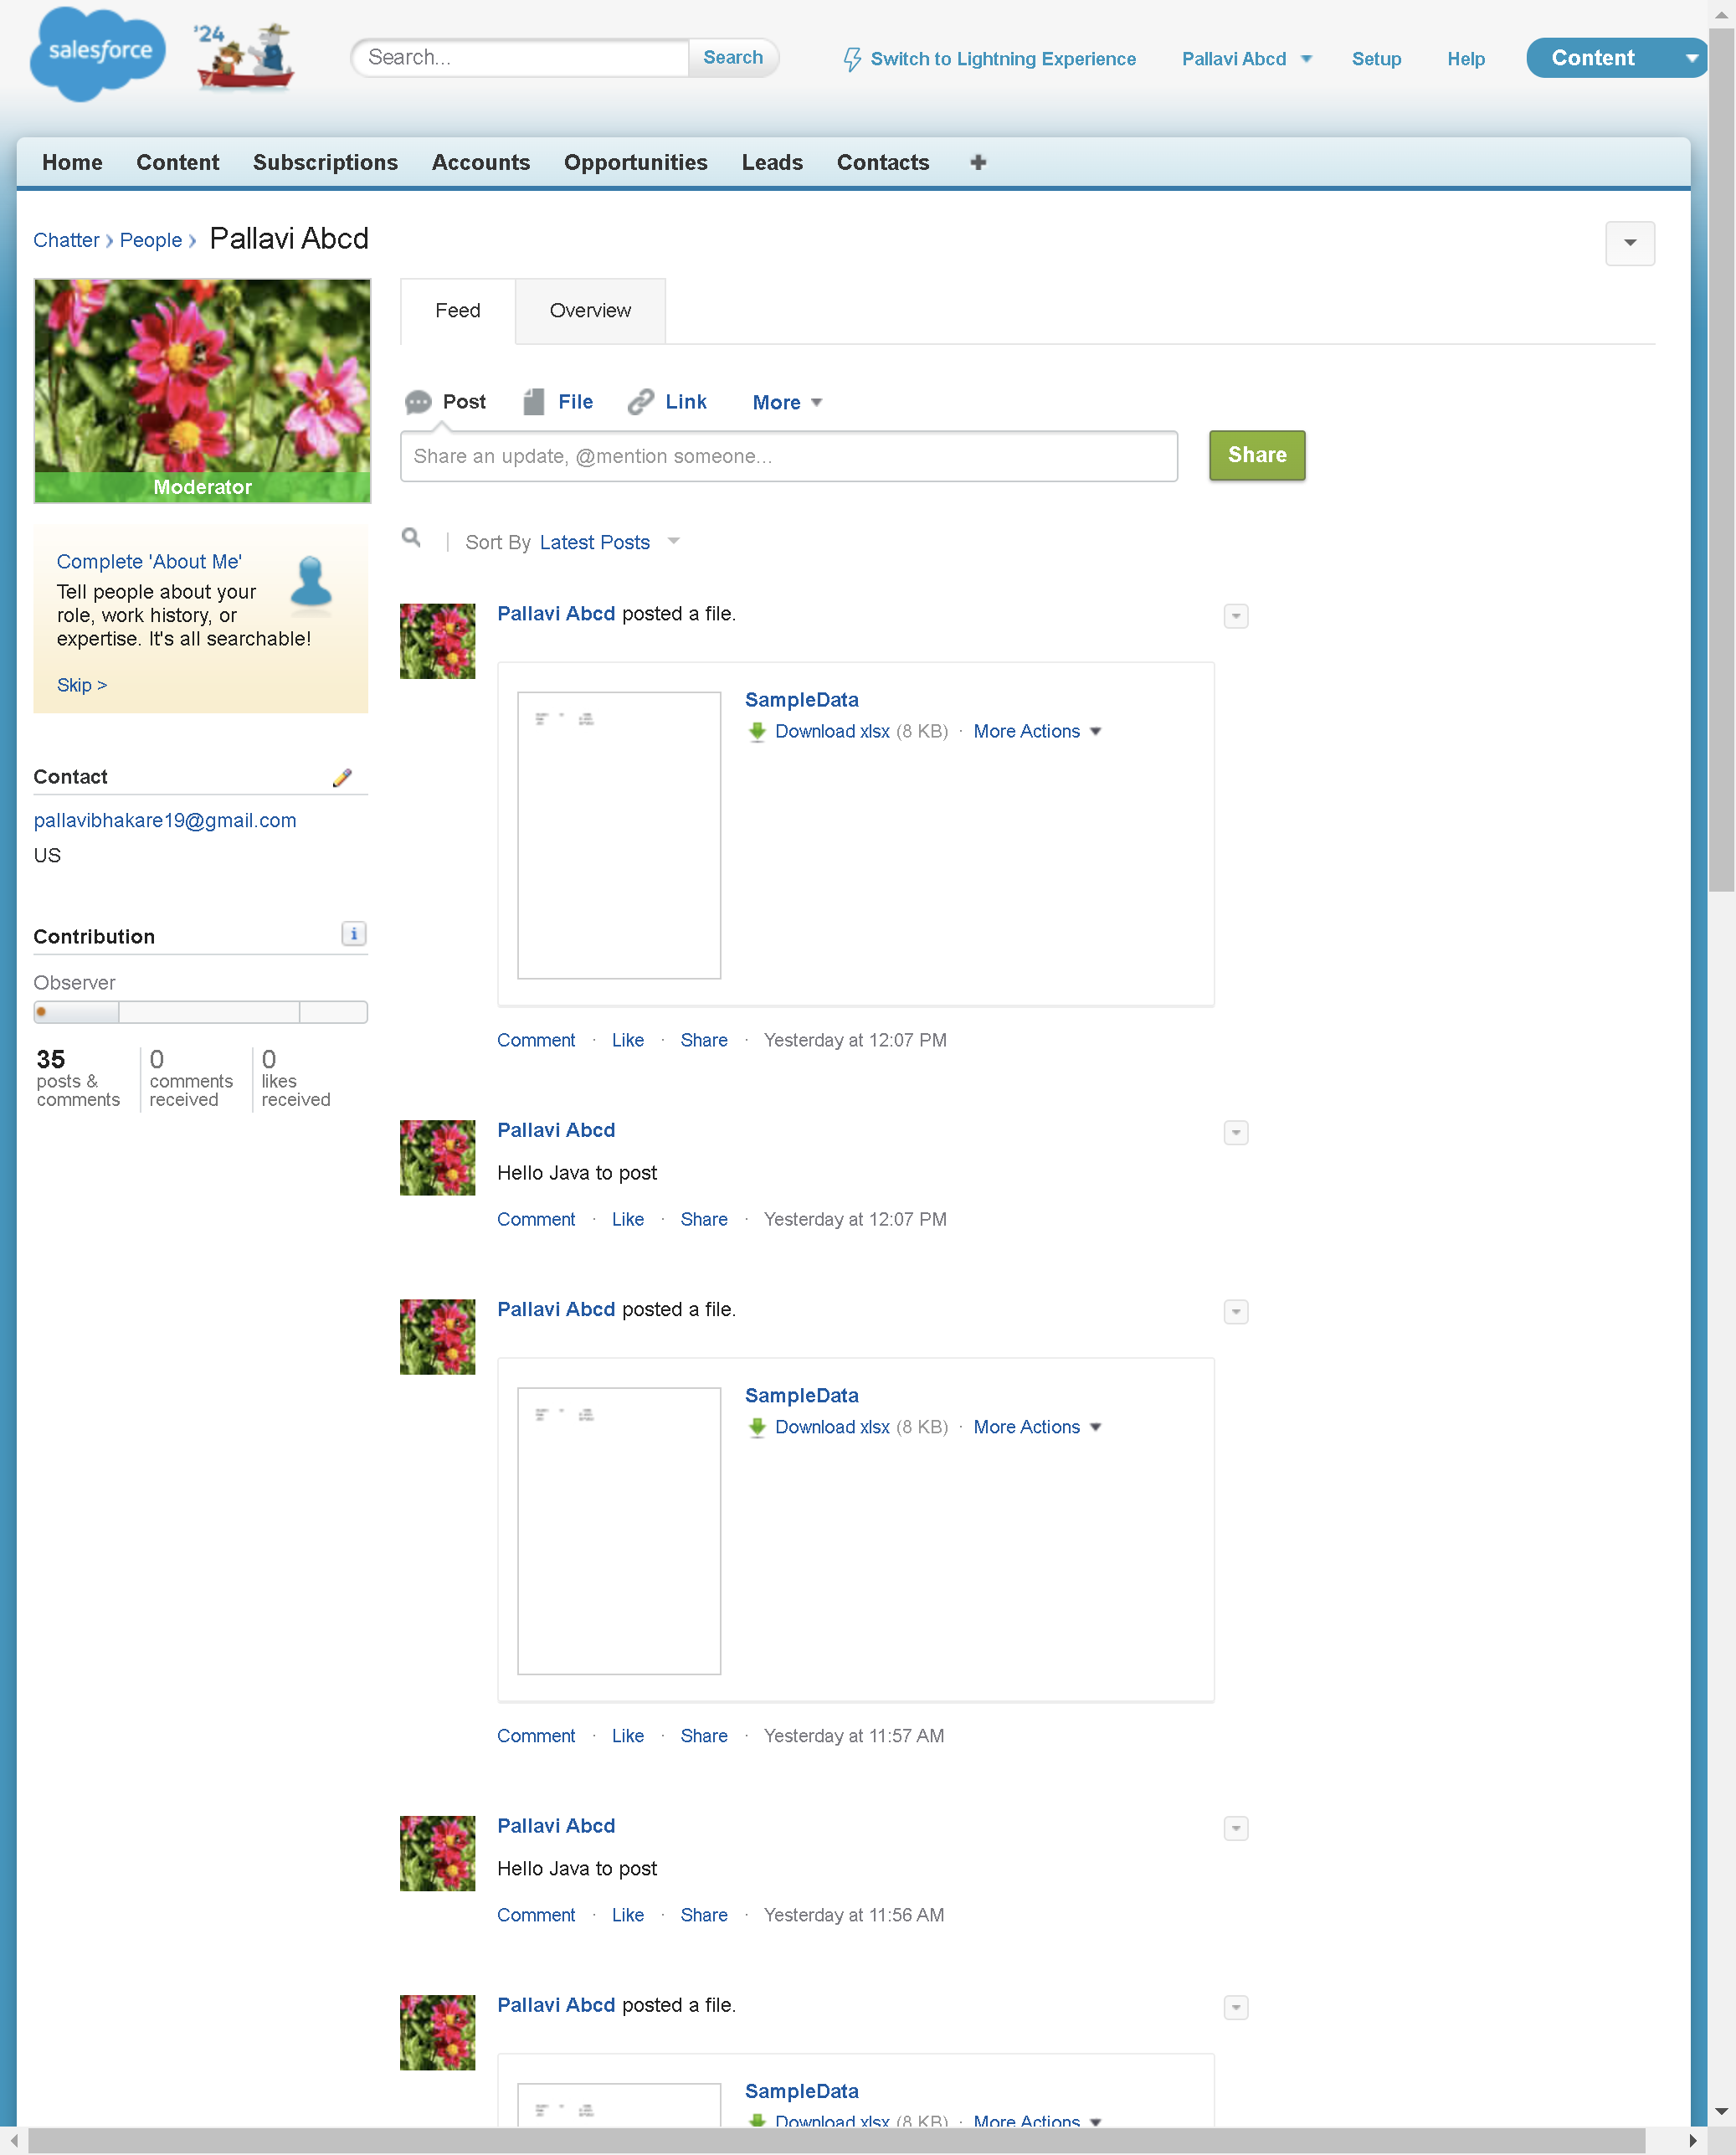 salesforce
'24
Search...
Search
Switch to Lightning Experience
Pallavi Abcd
Setup
Help
Content
Home
Content
Subscriptions
Accounts
Opportunities
Leads
Contacts
Chatter
People
Pallavi Abcd
Moderator
Complete 'About Me'
Tell people about your
role, work history, or
expertise. It's all searchable!
Skip >
Contact
pallavibhakare19@gmail.com
US
Contribution
Observer
35
posts &
comments
0
comments
received
0
likes
received
Feed
Overview
Post
File
Link
More
Share an update, @mention someone...
Share
Sort By Latest Posts
Pallavi Abcd posted a file.
SampleData
Download xlsx (8 KB) · More Actions
Comment · Like · Share · Yesterday at 12:07 PM
Pallavi Abcd
Hello Java to post
Comment · Like · Share · Yesterday at 12:07 PM
Pallavi Abcd posted a file.
SampleData
Download xlsx (8 KB) · More Actions
Comment · Like · Share · Yesterday at 11:57 AM
Pallavi Abcd
Hello Java to post
Comment · Like · Share · Yesterday at 11:56 AM
Pallavi Abcd posted a file.
SampleData
Download xlsx (8 KB) · More Actions